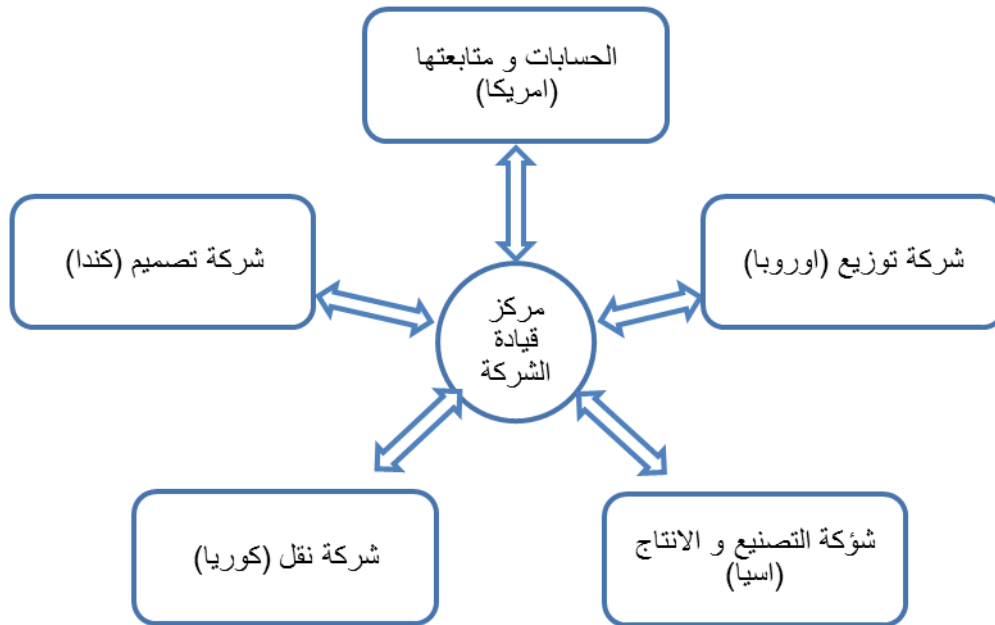 الحسابات و متابعتها
(امريكا)
شركة توزيع (اوروبا)
شركة تصميم (كندا)
مركز
قيادة
الشركة
شؤكة التصنيع و الانتاج
(اسيا)
شركة نقل (كوريا)